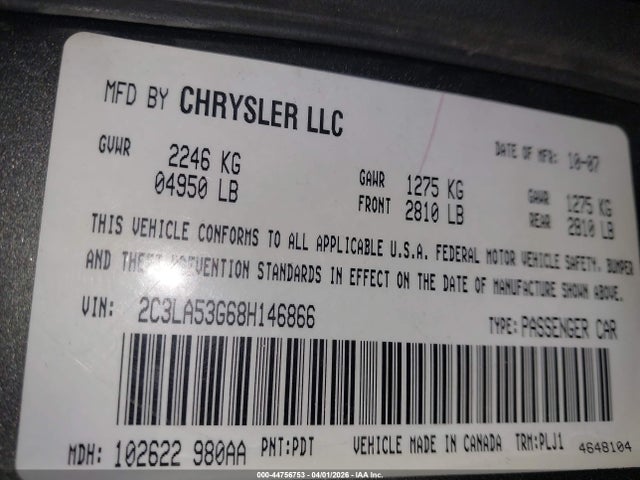 MFD BY CHRYSLER LLC
DATE OF MFR: 10-07
GVWR 2246 KG
04950 LB
GAWR FRONT 1275 KG
2810 LB
GAWR REAR 1275 KG
2810 LB
THIS VEHICLE CONFORMS TO ALL APPLICABLE U.S.A. FEDERAL MOTOR VEHICLE SAFETY, BUMPER
AND THEFT PREVENTION STANDARDS IN EFFECT ON THE DATE OF MANUFACTURE SHOWN ABOVE.
VIN: 2C3LA53G68H146866
TYPE: PASSENGER CAR
MDH: 102622 980AA PNT:PDT VEHICLE MADE IN CANADA TRM:PLJ1 4648104
000-44756753 - 04/01/2026 - IAA Inc.